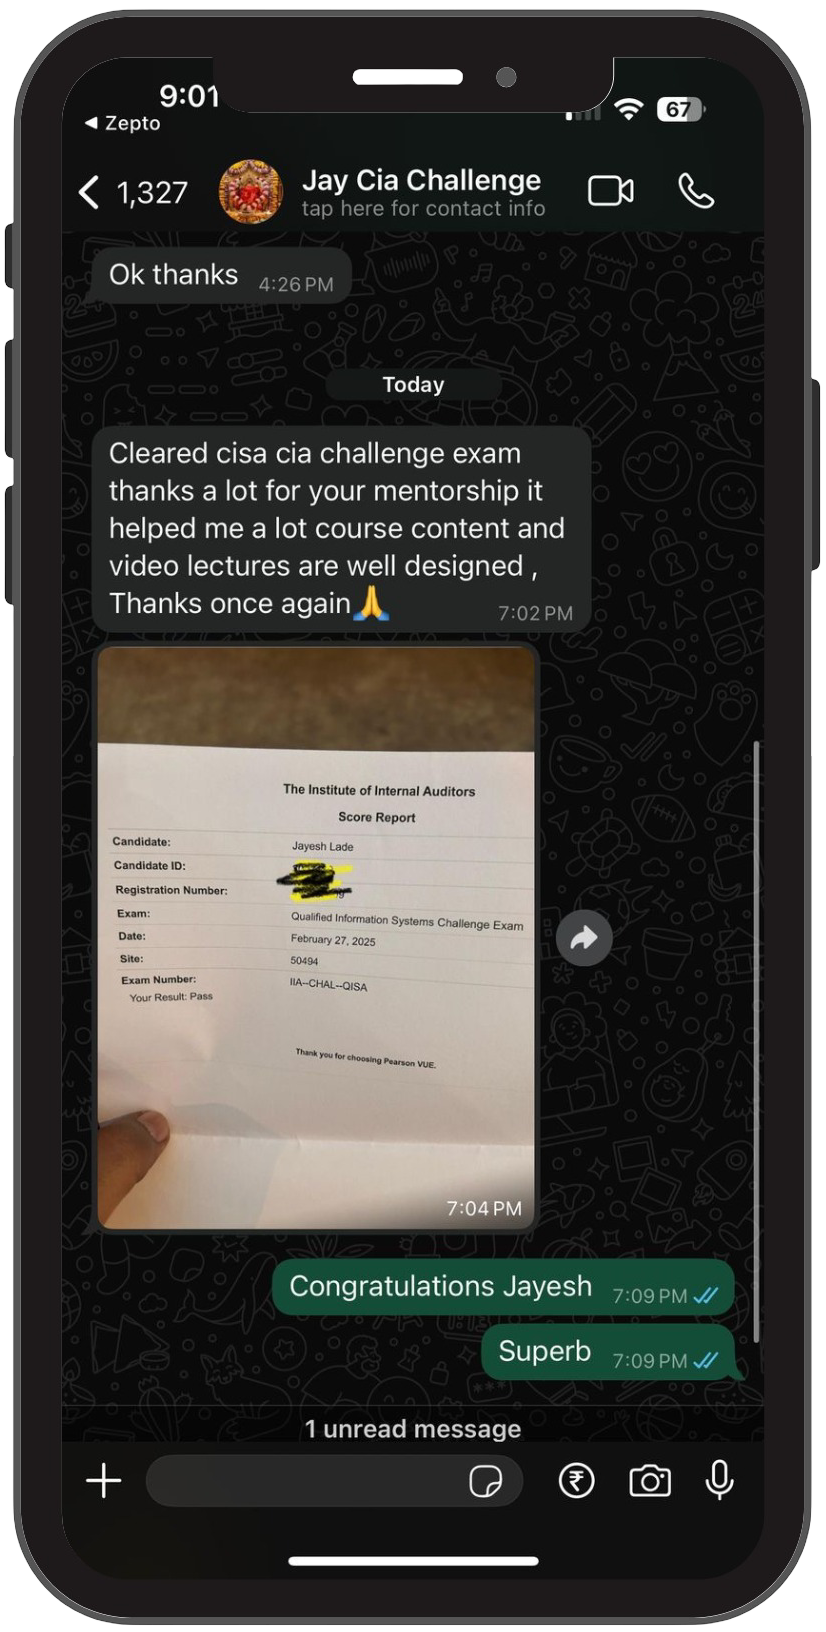 9:01
◀ Zepto
67
1,327
Jay Cia Challenge
tap here for contact info
Ok thanks 4:26 PM
Today
Cleared cisa cia challenge exam
thanks a lot for your mentorship it
helped me a lot course content and
video lectures are well designed ,
Thanks once again🙏 7:02 PM
The Institute of Internal Auditors
Score Report
Candidate: Jayesh Lade
Candidate ID:
Registration Number:
Exam: Qualified Information Systems Challenge Exam
Date: February 27, 2025
Site: 50494
Exam Number: IIA--CHAL--QISA
Your Result: Pass
Thank you for choosing Pearson VUE.
7:04 PM
Congratulations Jayesh 7:09 PM
Superb 7:09 PM
1 unread message